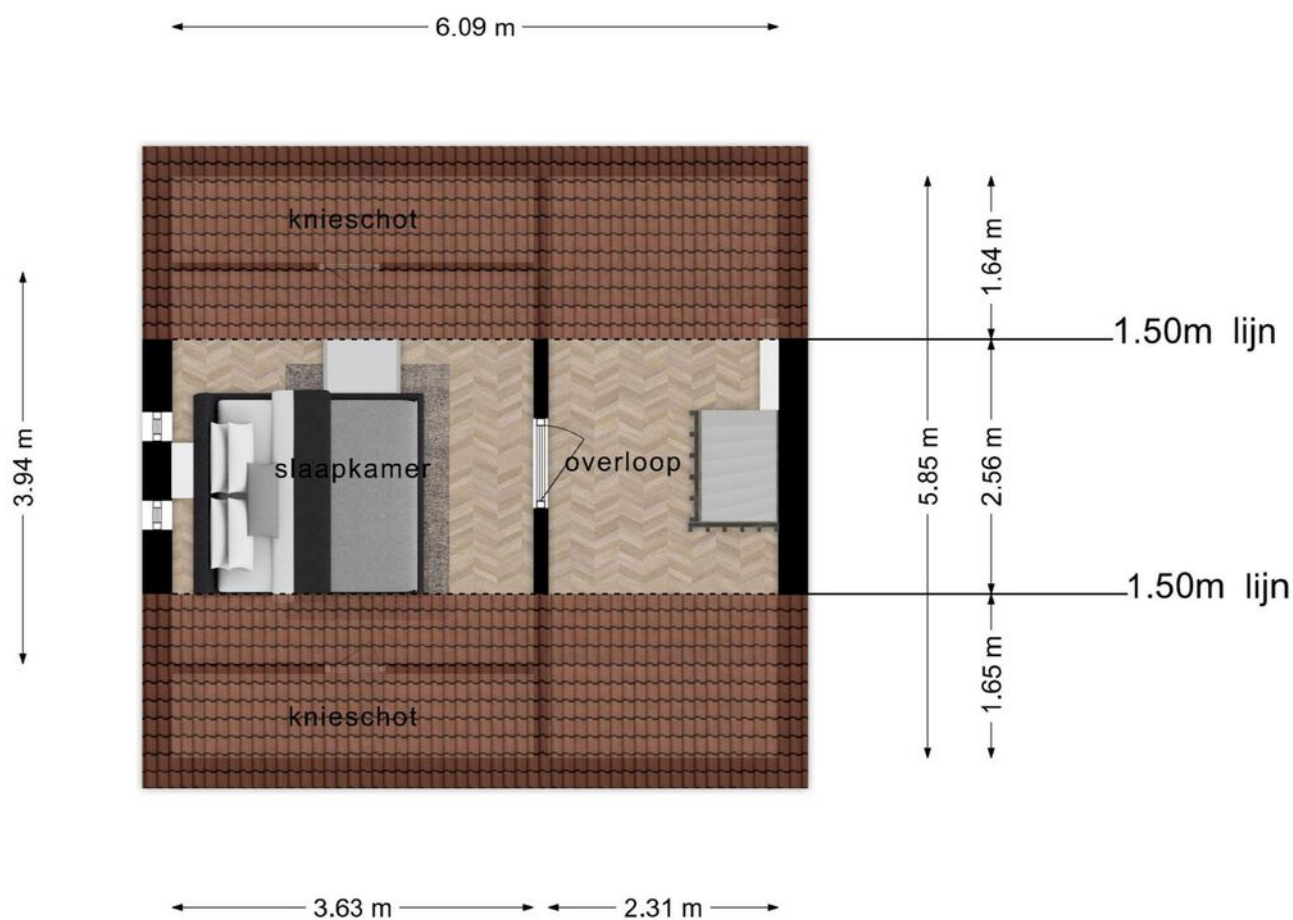 6.09 m
knieschot
1.64 m
1.50m lijn
3.94 m
slaapkamer
overloop
5.85 m
2.56 m
1.50m lijn
1.65 m
knieschot
3.63 m
2.31 m